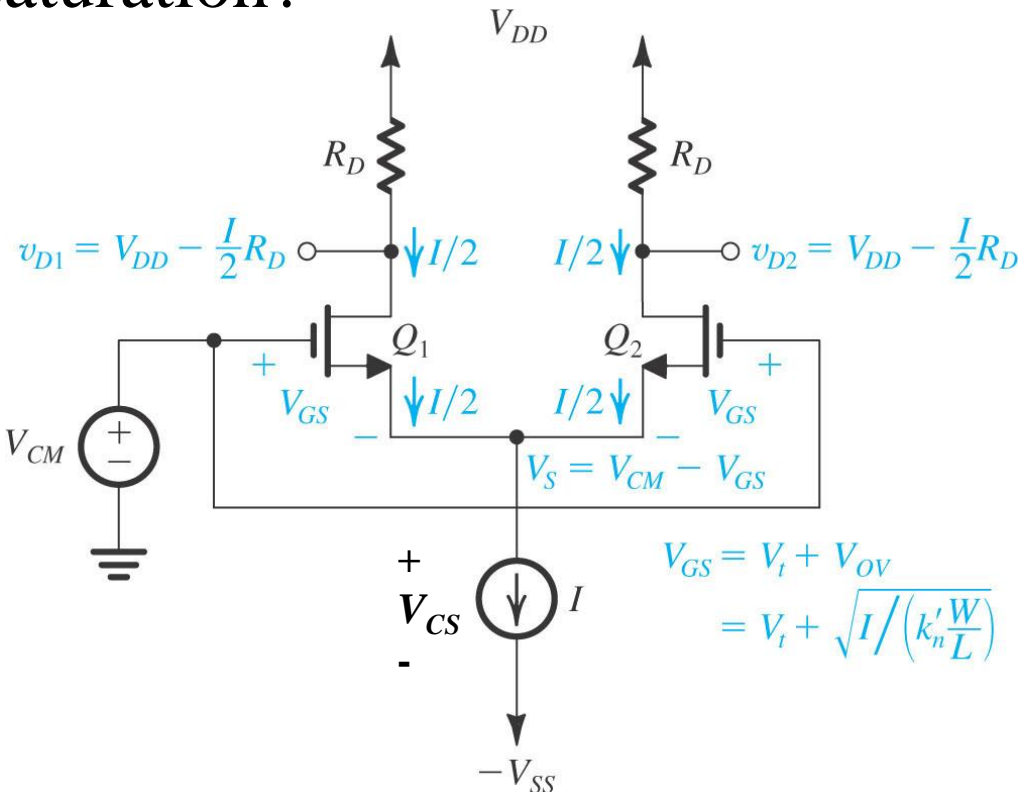 saturation?
V_DD
R_D R_D
v_D1 = V_DD − I/2 R_D I/2 I/2 v_D2 = V_DD − I/2 R_D
Q_1 Q_2
+ +
V_GS I/2 I/2 V_GS
− −
V_CM + −
V_S = V_CM − V_GS
+
V_CS
-
I
V_GS = V_t + V_OV
= V_t + √(I/(k'_n W/L))
−V_SS